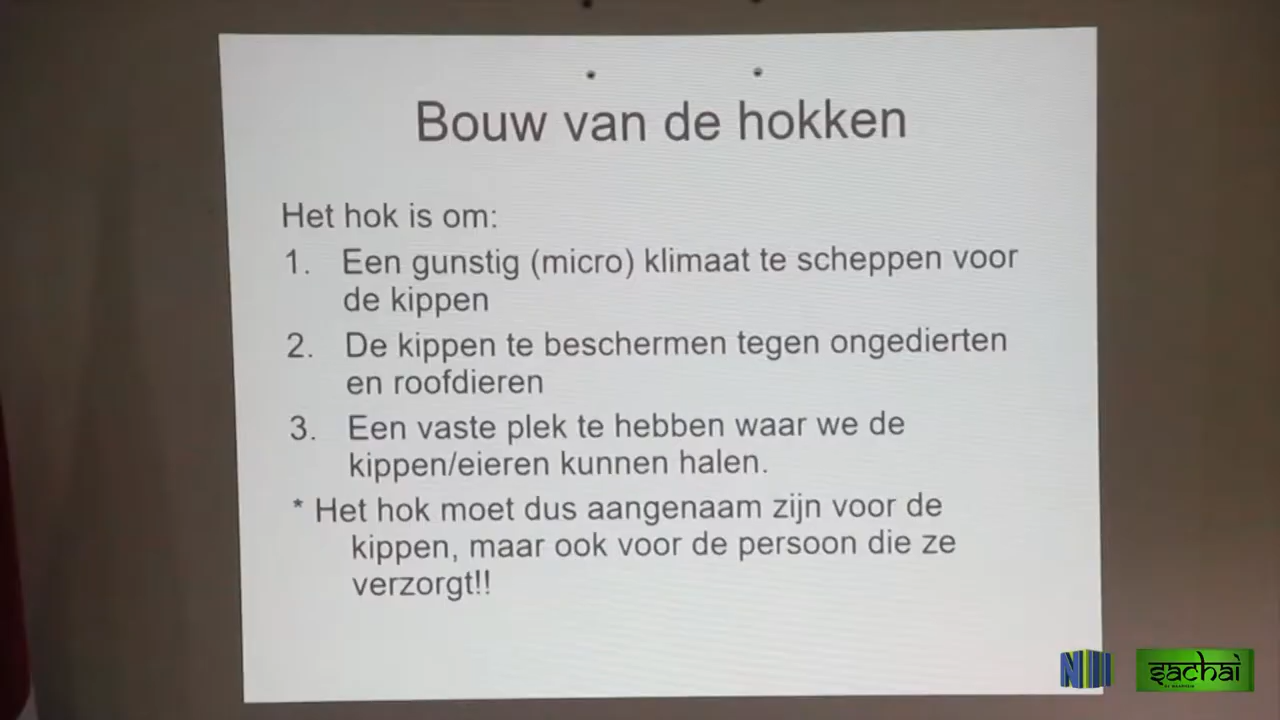 Bouw van de hokken
Het hok is om:
1. Een gunstig (micro) klimaat te scheppen voor
de kippen
2. De kippen te beschermen tegen ongedierten
en roofdieren
3. Een vaste plek te hebben waar we de
kippen/eieren kunnen halen.
* Het hok moet dus aangenaam zijn voor de
kippen, maar ook voor de persoon die ze
verzorgt!!
sachai